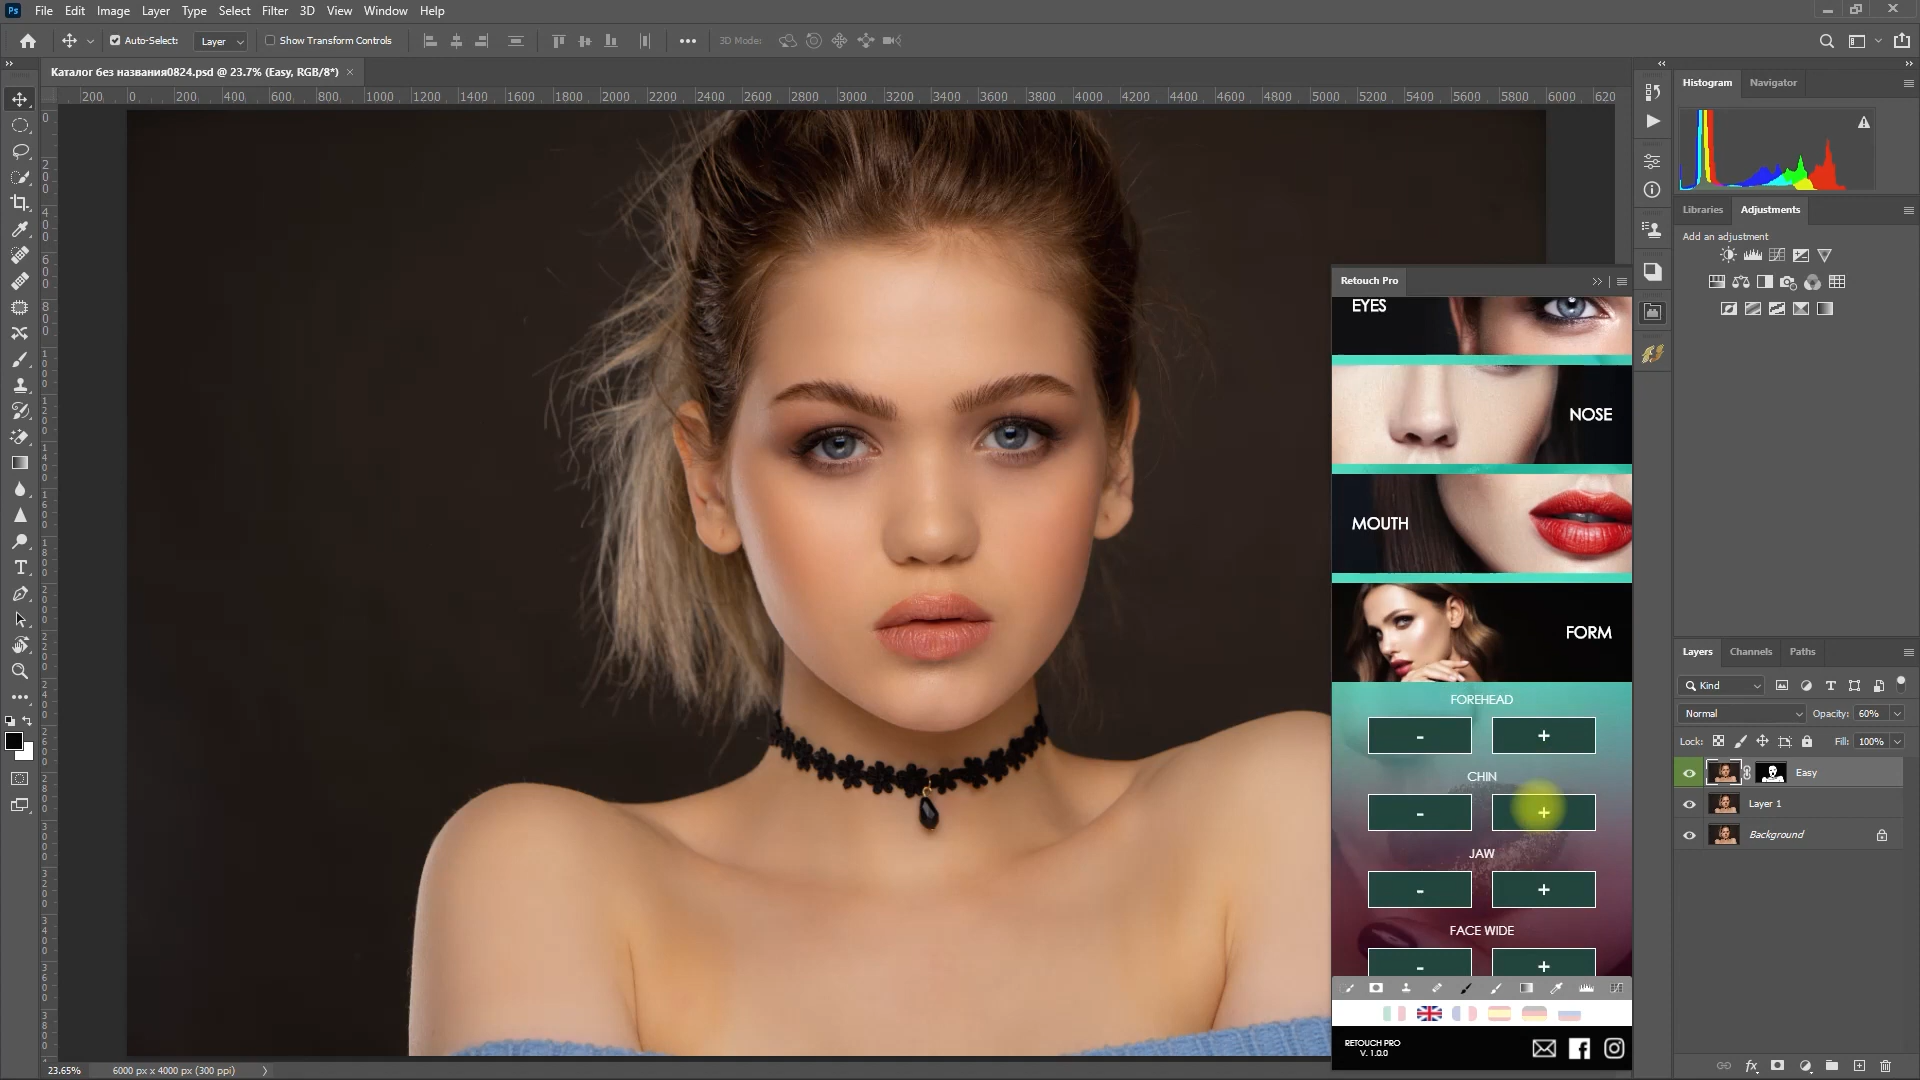 Ps File Edit Image Layer Type Select Filter 3D View Window Help
Auto-Select: Layer Show Transform Controls 3D Mode:
Каталог без названия0824.psd @ 23.7% (Easy, RGB/8*) ×
200 0 200 400 600 800 1000 1200 1400 1600 1800 2000 2200 2400 2600 2800 3000 3200 3400 3600 3800 4000 4200 4400 4600 4800 5000 5200 5400 5600 5800 6000 620
Histogram Navigator
Libraries Adjustments
Add an adjustment
Retouch Pro
EYES
NOSE
MOUTH
FORM
FOREHEAD
- +
CHIN
- +
JAW
- +
FACE WIDE
- +
RETOUCH PRO
V. 1.0.0
Layers Channels Paths
Kind
Normal Opacity: 60%
Lock: Fill: 100%
Easy
Layer 1
Background
23.65% 6000 px x 4000 px (300 ppi)